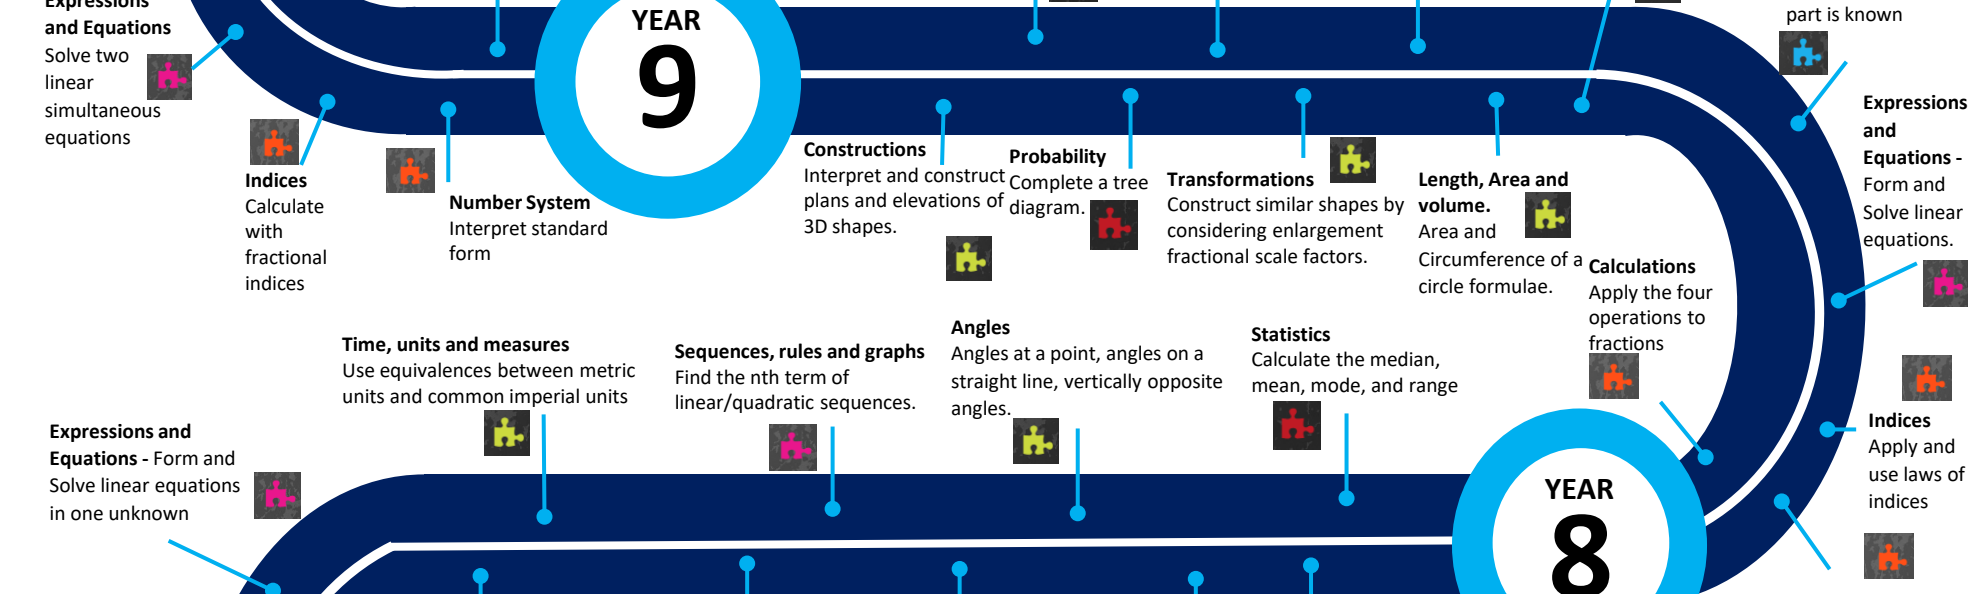 Expressions
and Equations
Solve two
linear
simultaneous
equations
YEAR
9
part is known
Expressions
and
Equations -
Form and
Solve linear
equations.
Indices
Calculate
with
fractional
indices
Number System
Interpret standard
form
Constructions
Interpret and construct
plans and elevations of
3D shapes.
Probability
Complete a tree
diagram.
Transformations
Construct similar shapes by
considering enlargement
fractional scale factors.
Length, Area and
volume.
Area and
Circumference of a
circle formulae.
Calculations
Apply the four
operations to
fractions
Time, units and measures
Use equivalences between metric
units and common imperial units
Sequences, rules and graphs
Find the nth term of
linear/quadratic sequences.
Angles
Angles at a point, angles on a
straight line, vertically opposite
angles.
Statistics
Calculate the median,
mean, mode, and range
Indices
Apply and
use laws of
indices
Expressions and
Equations - Form and
Solve linear equations
in one unknown
YEAR
8